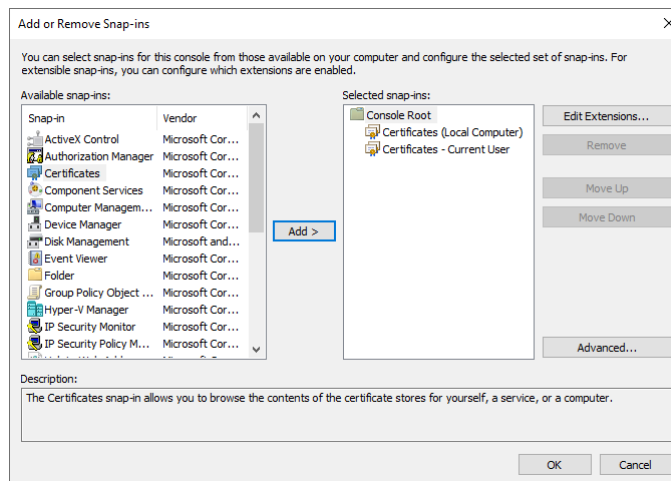 Add or Remove Snap-ins
You can select snap-ins for this console from those available on your computer and configure the selected set of snap-ins. For
extensible snap-ins, you can configure which extensions are enabled.
Available snap-ins:
Snap-in Vendor
ActiveX Control Microsoft Cor...
Authorization Manager Microsoft Cor...
Certificates Microsoft Cor...
Component Services Microsoft Cor...
Computer Managem... Microsoft Cor...
Device Manager Microsoft Cor...
Disk Management Microsoft and...
Event Viewer Microsoft Cor...
Folder Microsoft Cor...
Group Policy Object ... Microsoft Cor...
Hyper-V Manager Microsoft Cor...
IP Security Monitor Microsoft Cor...
IP Security Policy M... Microsoft Cor...
Add >
Selected snap-ins:
Console Root
Certificates (Local Computer)
Certificates - Current User
Edit Extensions...
Remove
Move Up
Move Down
Advanced...
Description:
The Certificates snap-in allows you to browse the contents of the certificate stores for yourself, a service, or a computer.
OK
Cancel